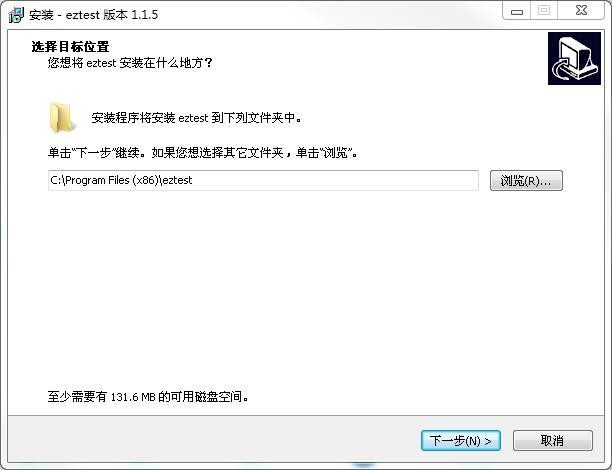 安装 - eztest 版本 1.1.5
选择目标位置
您想将 eztest 安装在什么地方？
安装程序将安装 eztest 到下列文件夹中。
单击“下一步”继续。如果您想选择其它文件夹，单击“浏览”。
C:\Program Files (x86)\eztest
浏览(R)...
至少需要有 131.6 MB 的可用磁盘空间。
下一步(N) >
取消